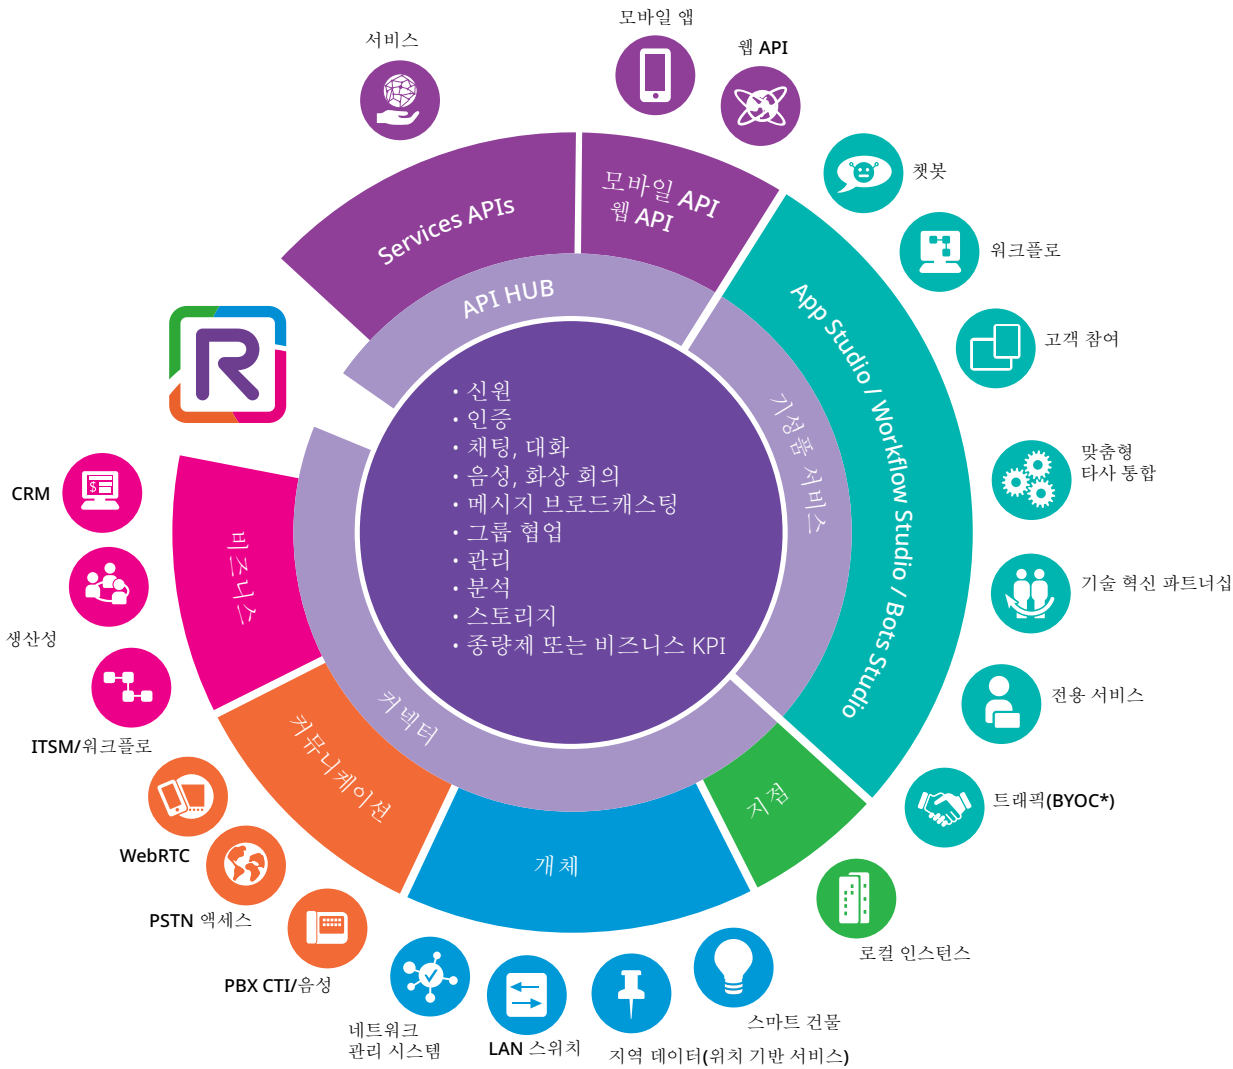 서비스
모바일 앱
웹 API
챗봇
워크플로
고객 참여
맞춤형
타사 통합
기술 혁신 파트너십
전용 서비스
트래픽(BYOC*)
로컬 인스턴스
스마트 건물
지역 데이터(위치 기반 서비스)
LAN 스위치
네트워크
관리 시스템
PBX CTI/음성
PSTN 액세스
WebRTC
ITSM/워크플로
생산성
CRM
Services APIs
모바일 API
웹 API
App Studio / Workflow Studio / Bots Studio
지점
개체
커뮤니케이션
비즈니스
API HUB
기성품 서비스
커넥터
R
• 신원
• 인증
• 채팅, 대화
• 음성, 화상 회의
• 메시지 브로드캐스팅
• 그룹 협업
• 관리
• 분석
• 스토리지
• 종량제 또는 비즈니스 KPI